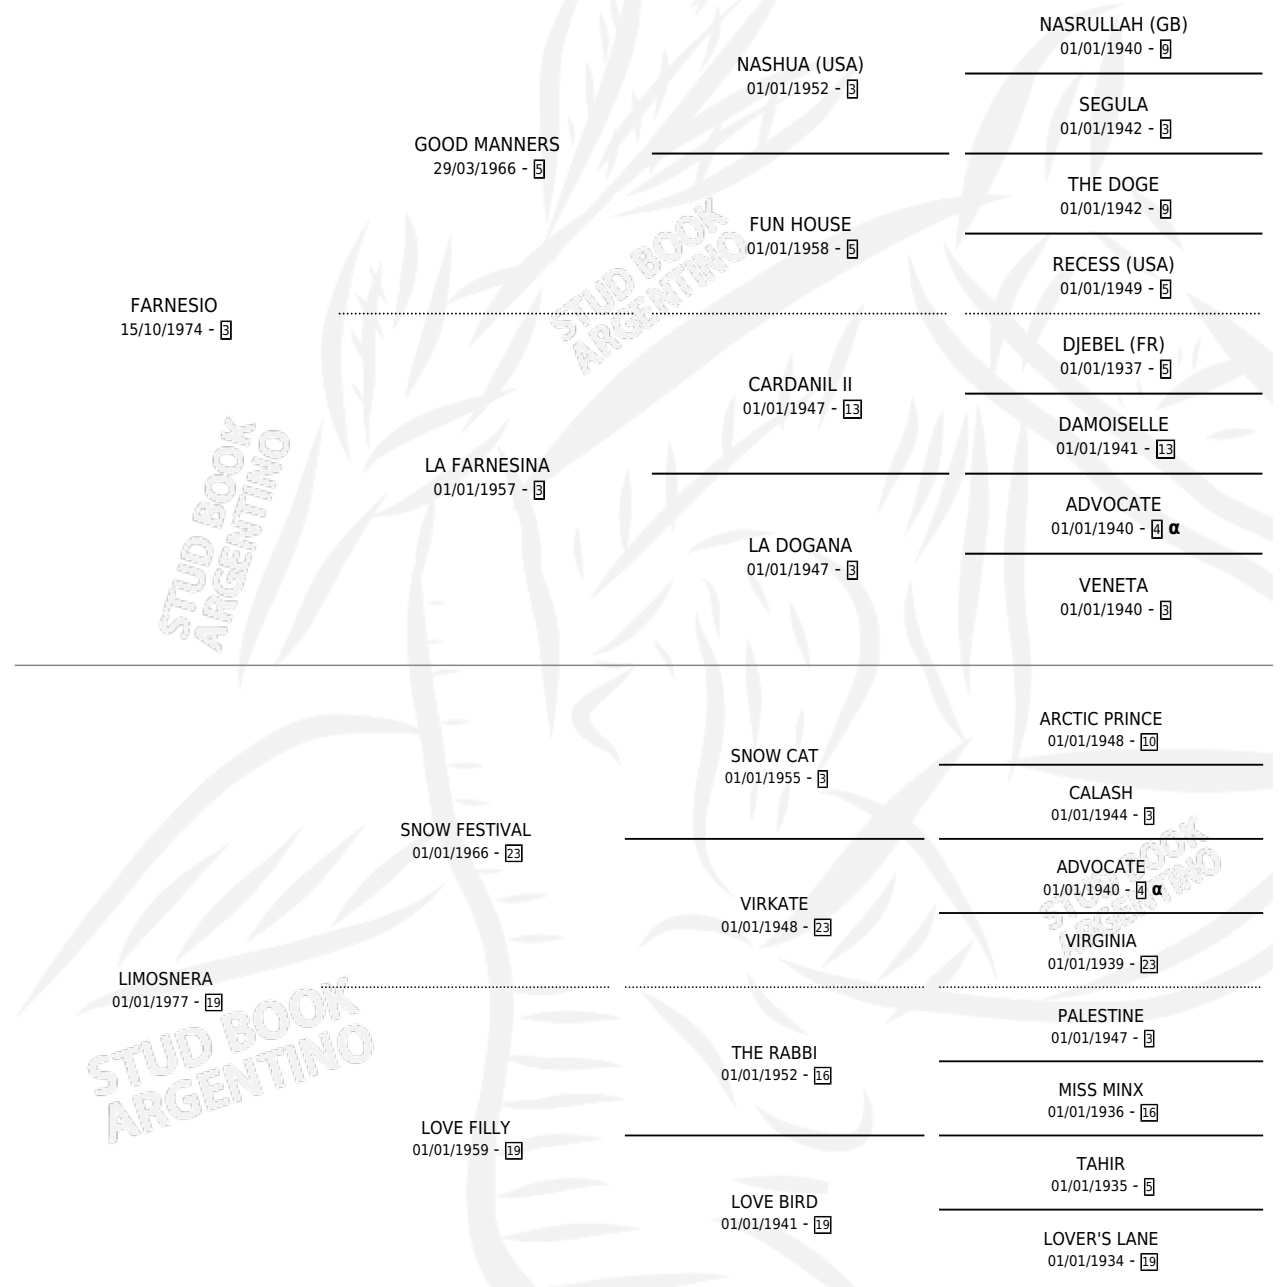 NASRULLAH (GB)
01/01/1940 - 9
NASHUA (USA)
01/01/1952 - 3
SEGULA
01/01/1942 - 3
GOOD MANNERS
29/03/1966 - 5
THE DOGE
01/01/1942 - 9
FUN HOUSE
01/01/1958 - 5
RECESS (USA)
01/01/1949 - 5
FARNESIO
15/10/1974 - 3
DJEBEL (FR)
01/01/1937 - 5
CARDANIL II
01/01/1947 - 13
DAMOISELLE
01/01/1941 - 13
LA FARNESINA
01/01/1957 - 3
ADVOCATE
01/01/1940 - 4 α
LA DOGANA
01/01/1947 - 3
VENETA
01/01/1940 - 3
ARCTIC PRINCE
01/01/1948 - 10
SNOW CAT
01/01/1955 - 3
CALASH
01/01/1944 - 3
SNOW FESTIVAL
01/01/1966 - 23
ADVOCATE
01/01/1940 - 4 α
VIRKATE
01/01/1948 - 23
VIRGINIA
01/01/1939 - 23
LIMOSNERA
01/01/1977 - 19
PALESTINE
01/01/1947 - 3
THE RABBI
01/01/1952 - 16
MISS MINX
01/01/1936 - 16
LOVE FILLY
01/01/1959 - 19
TAHIR
01/01/1935 - 5
LOVE BIRD
01/01/1941 - 19
LOVER'S LANE
01/01/1934 - 19
STUD BOOK
ARGENTINO
STUD BOOK
ARGENTINO
STUD BOOK
ARGENTINO
STUD BOOK
ARGENTINO